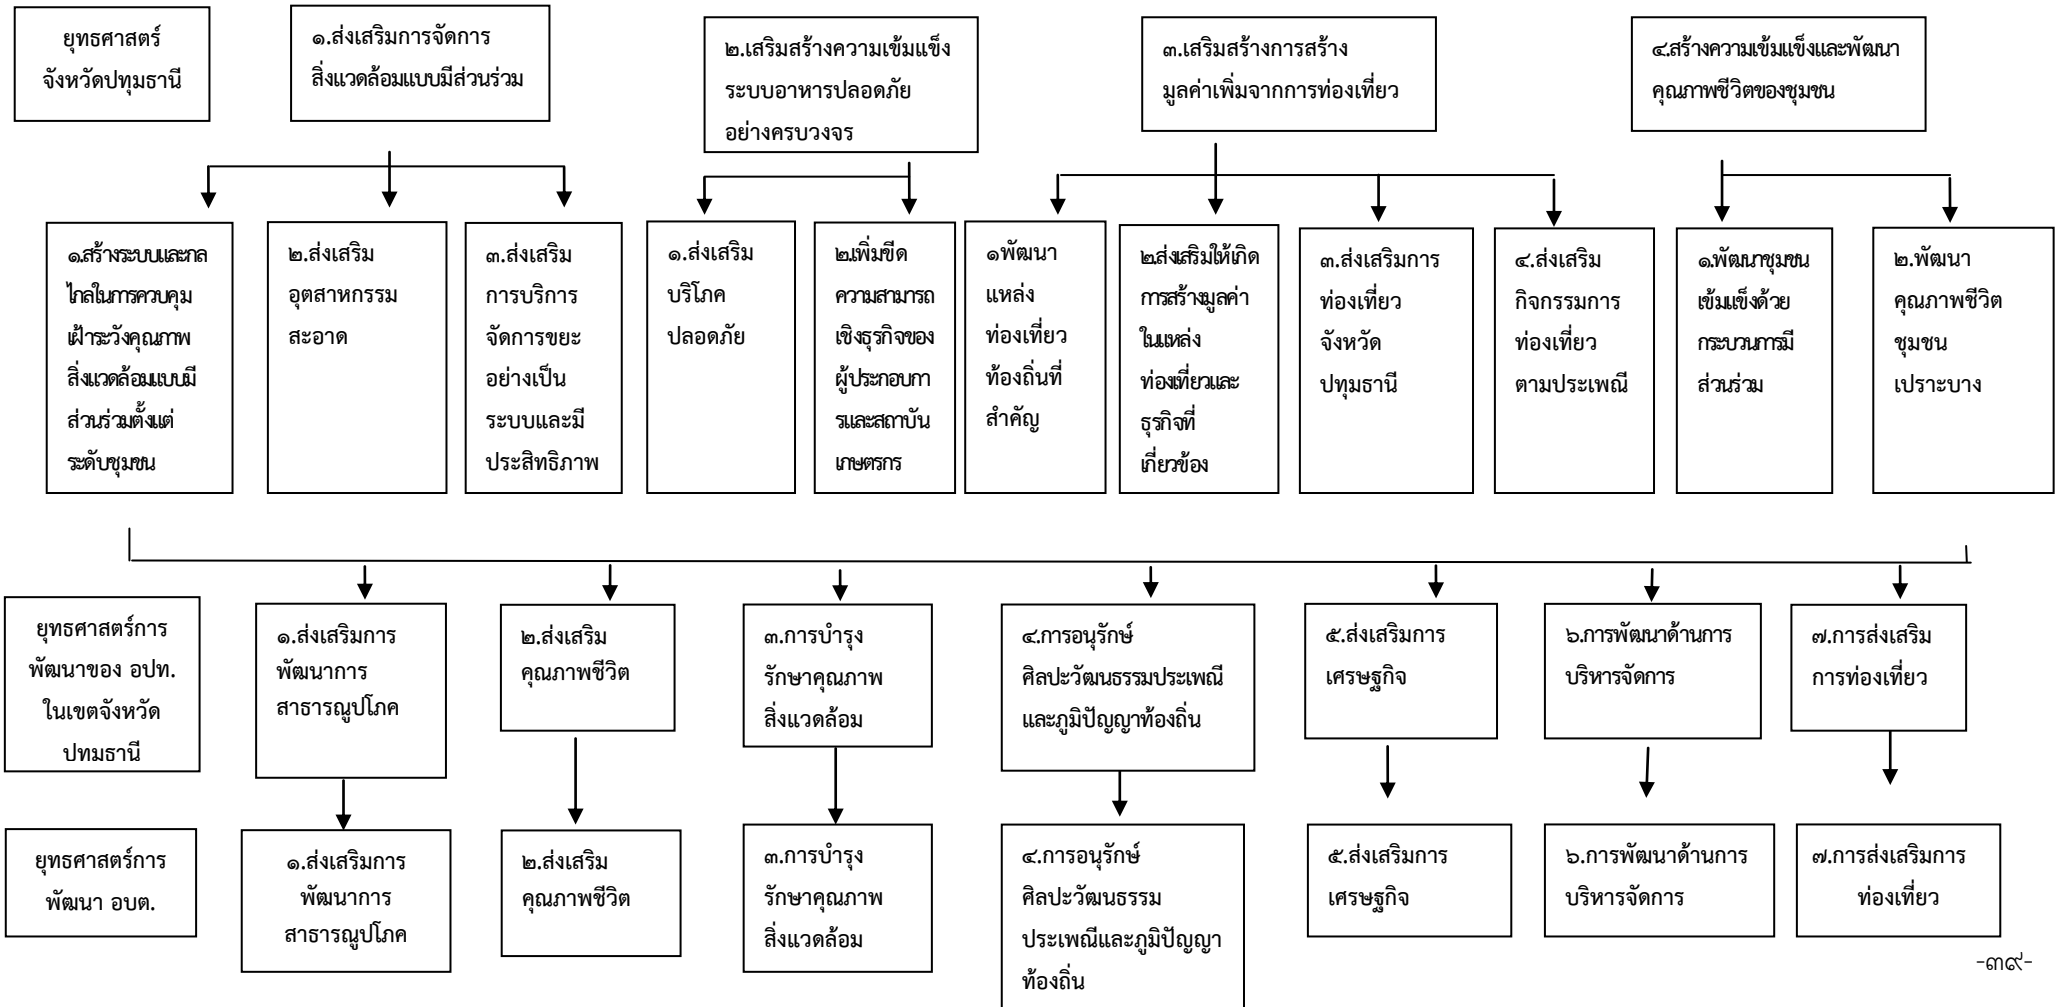 ยุทธศาสตร์
จังหวัดปทุมธานี
๑.ส่งเสริมการจัดการ
สิ่งแวดล้อมแบบมีส่วนร่วม
๒.เสริมสร้างความเข้มแข็ง
ระบบอาหารปลอดภัย
อย่างครบวงจร
๓.เสริมสร้างการสร้าง
มูลค่าเพิ่มจากการท่องเที่ยว
๔.สร้างความเข้มแข็งและพัฒนา
คุณภาพชีวิตของชุมชน
๑.สร้างระบบและกล
ไกลในการควบคุม
เฝ้าระวังคุณภาพ
สิ่งแวดล้อมแบบมี
ส่วนร่วมตั้งแต่
ระดับชุมชน
๒.ส่งเสริม
อุตสาหกรรม
สะอาด
๓.ส่งเสริม
การบริการ
จัดการขยะ
อย่างเป็น
ระบบและมี
ประสิทธิภาพ
๑.ส่งเสริม
บริโภค
ปลอดภัย
๒.เพิ่มขีด
ความสามารถ
เชิงธุรกิจของ
ผู้ประกอบกา
รและสถาบัน
เกษตรกร
๑พัฒนา
แหล่ง
ท่องเที่ยว
ท้องถิ่นที่
สำคัญ
๒.ส่งเสริมให้เกิด
การสร้างมูลค่า
ในแหล่ง
ท่องเที่ยวและ
ธุรกิจที่
เกี่ยวข้อง
๓.ส่งเสริมการ
ท่องเที่ยว
จังหวัด
ปทุมธานี
๔.ส่งเสริม
กิจกรรมการ
ท่องเที่ยว
ตามประเพณี
๑.พัฒนาชุมชน
เข้มแข็งด้วย
กระบวนการมี
ส่วนร่วม
๒.พัฒนา
คุณภาพชีวิต
ชุมชน
เปราะบาง
ยุทธศาสตร์การ
พัฒนาของ อปท.
ในเขตจังหวัด
ปทุมธานี
๑.ส่งเสริมการ
พัฒนาการ
สาธารณูปโภค
๒.ส่งเสริม
คุณภาพชีวิต
๓.การบำรุง
รักษาคุณภาพ
สิ่งแวดล้อม
๔.การอนุรักษ์
ศิลปะวัฒนธรรมประเพณี
และภูมิปัญญาท้องถิ่น
๕.ส่งเสริมการ
เศรษฐกิจ
๖.การพัฒนาด้านการ
บริหารจัดการ
๗.การส่งเสริม
การท่องเที่ยว
ยุทธศาสตร์การ
พัฒนา อบต.
๑.ส่งเสริมการ
พัฒนาการ
สาธารณูปโภค
๒.ส่งเสริม
คุณภาพชีวิต
๓.การบำรุง
รักษาคุณภาพ
สิ่งแวดล้อม
๔.การอนุรักษ์
ศิลปะวัฒนธรรม
ประเพณีและภูมิปัญญา
ท้องถิ่น
๕.ส่งเสริมการ
เศรษฐกิจ
๖.การพัฒนาด้านการ
บริหารจัดการ
๗.การส่งเสริมการ
ท่องเที่ยว
-๓๙-